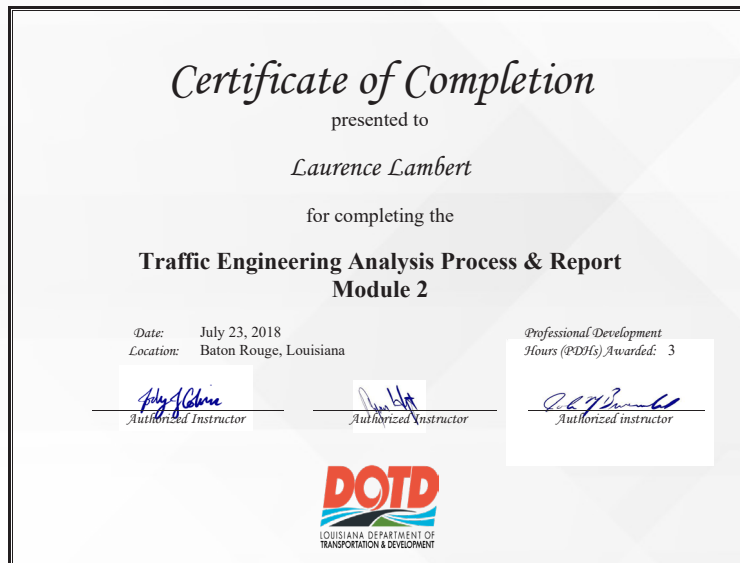 Certificate of Completion
presented to
Laurence Lambert
for completing the
Traffic Engineering Analysis Process & Report
Module 2
Date: July 23, 2018
Location: Baton Rouge, Louisiana
Professional Development
Hours (PDHs) Awarded: 3
Authorized Instructor
Authorized Instructor
Authorized instructor
DOTD
LOUISIANA DEPARTMENT OF
TRANSPORTATION & DEVELOPMENT